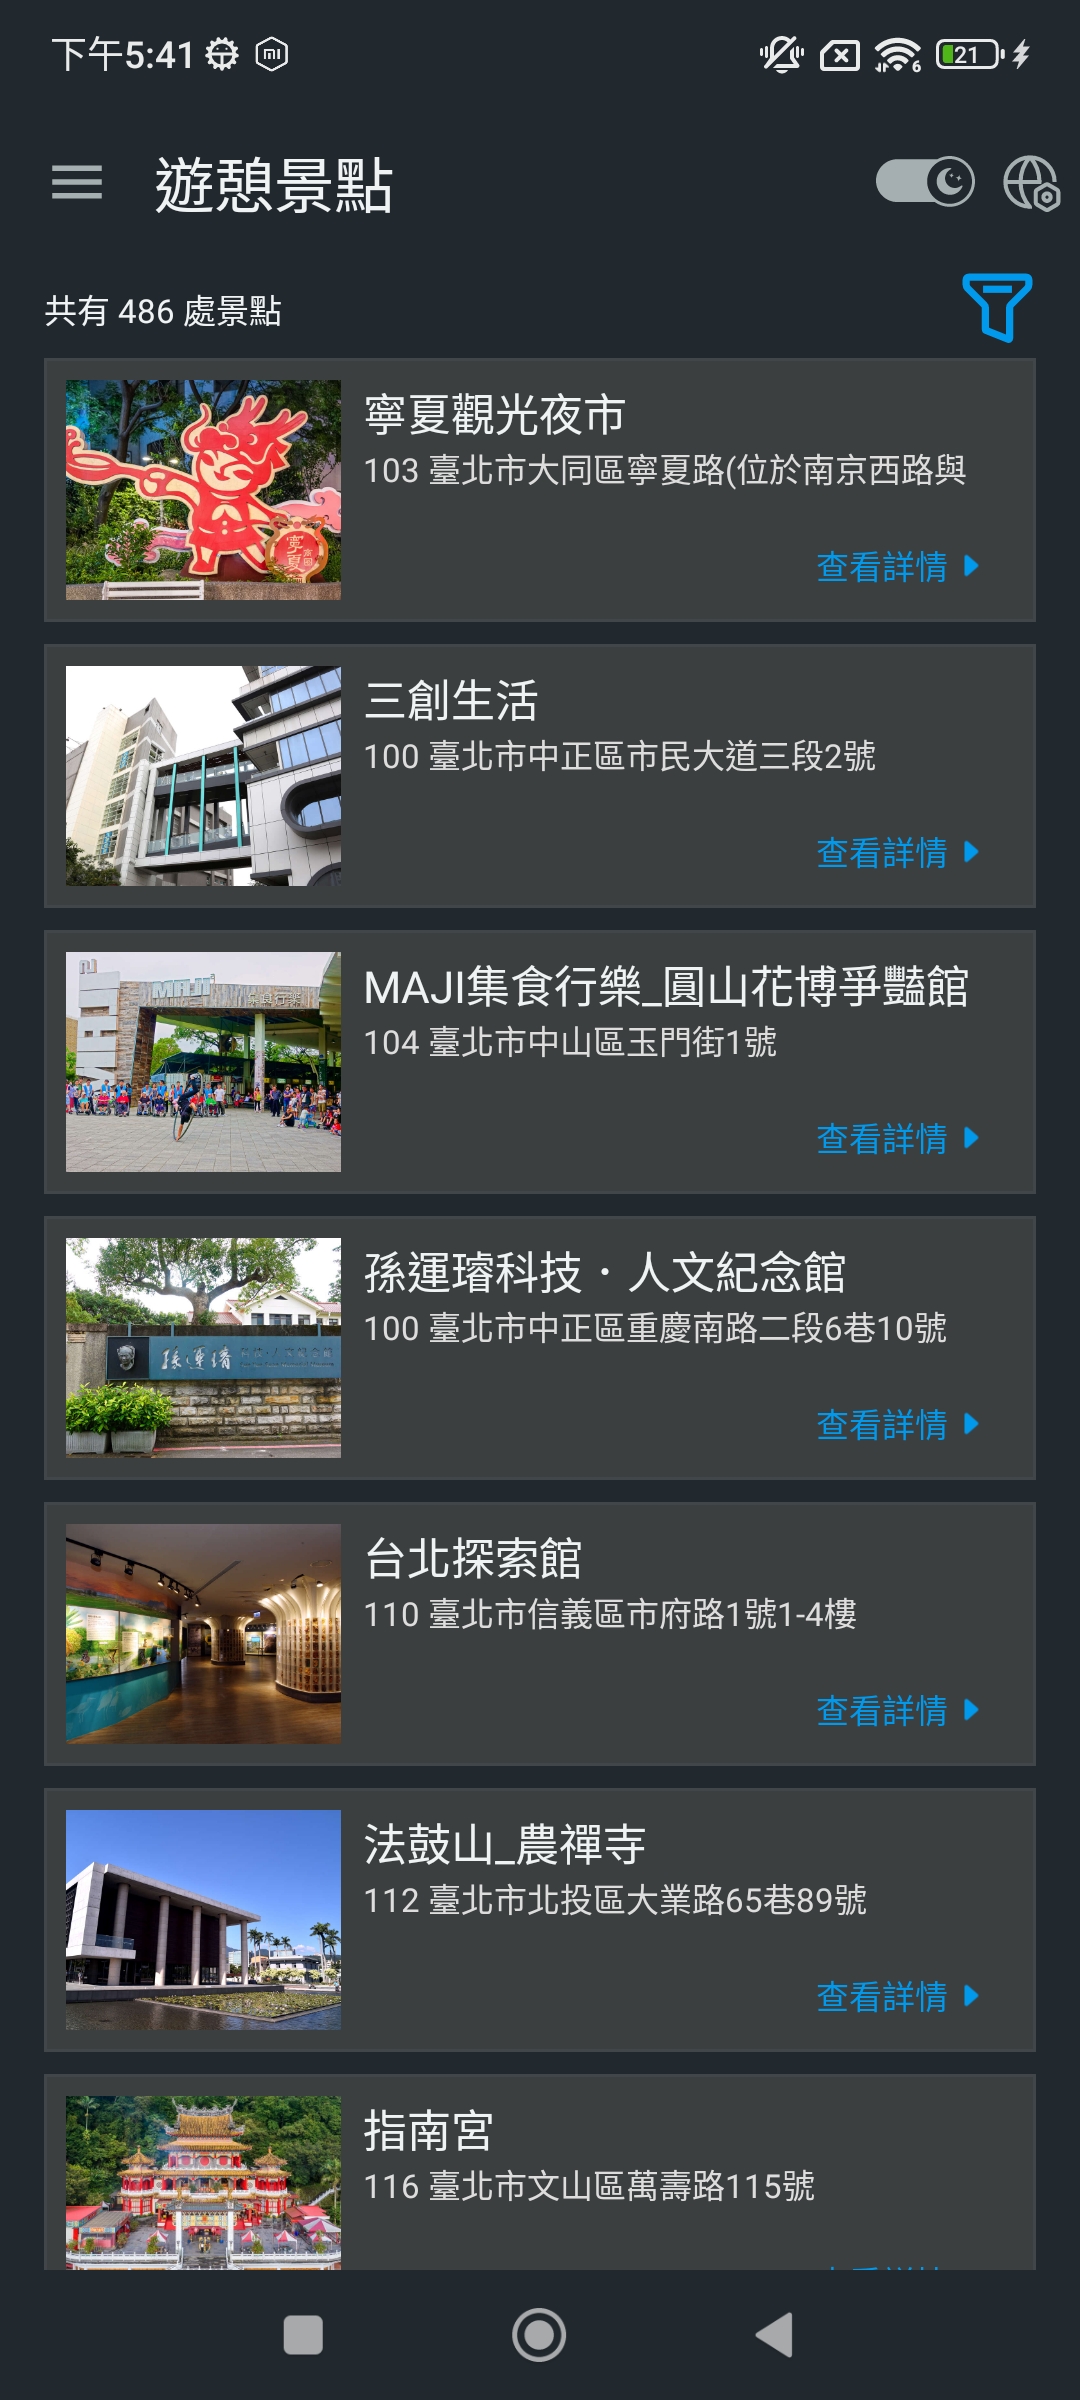 下午5:41
21
遊憩景點
共有 486 處景點
寧夏觀光夜市
103 臺北市大同區寧夏路(位於南京西路與
查看詳情
三創生活
100 臺北市中正區市民大道三段2號
查看詳情
MAJI集食行樂_圓山花博爭豔館
104 臺北市中山區玉門街1號
查看詳情
孫運璿科技・人文紀念館
100 臺北市中正區重慶南路二段6巷10號
查看詳情
台北探索館
110 臺北市信義區市府路1號1-4樓
查看詳情
法鼓山_農禪寺
112 臺北市北投區大業路65巷89號
查看詳情
指南宮
116 臺北市文山區萬壽路115號